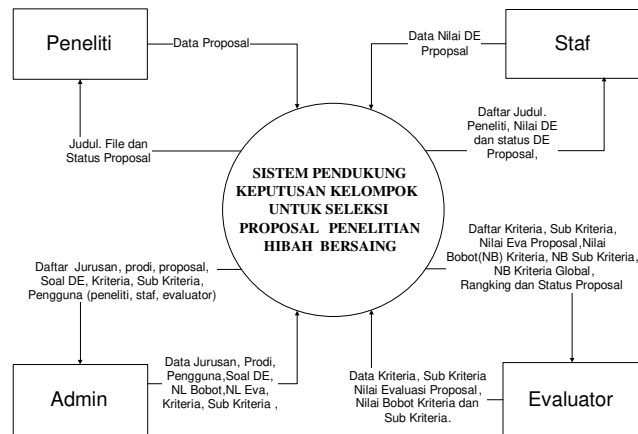 Peneliti
Data Proposal
Data Nilai DE
Prpopsal
Staf
Judul. File dan
Status Proposal
Daftar Judul.
Peneliti, Nilai DE
dan status DE
Proposal,
SISTEM PENDUKUNG
KEPUTUSAN KELOMPOK
UNTUK SELEKSI
PROPOSAL PENELITIAN
HIBAH BERSAING
Daftar Jurusan, prodi, proposal,
Soal DE, Kriteria, Sub Kriteria,
Pengguna (peneliti, staf, evaluator)
Daftar Kriteria, Sub Kriteria,
Nilai Eva Proposal,Nilai
Bobot(NB) Kriteria, NB Sub Kriteria,
NB Kriteria Global,
Rangking dan Status Proposal
Admin
Data Jurusan, Prodi,
Pengguna,Soal DE,
NL Bobot,NL Eva,
Kriteria, Sub Kriteria ,
Data Kriteria, Sub Kriteria
Nilai Evaluasi Proposal,
Nilai Bobot Kriteria dan
Sub Kriteria.
Evaluator